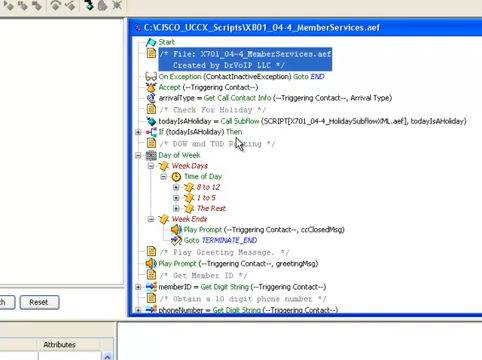 C:\CISCO_UCCX_Scripts\X801_04-4_MemberServices.aef
Start
/* File: X701_04-4_MemberServices.aef
Created by DrVoIP LLC */
On Exception (ContactInactiveException) Goto END
Accept (--Triggering Contact--)
arrivalType = Get Call Contact Info (--Triggering Contact--, Arrival Type)
/* Check For Holiday */
todayIsAHoliday = Call Subflow (SCRIPT[X701_04-4_HolidaySubflowXML.aef], todayIsAHoliday)
If (todayIsAHoliday) Then
/* DOW and TOD Routing */
Day of Week
Week Days
Time of Day
8 to 12
1 to 5
The Rest
Week Ends
Play Prompt (--Triggering Contact--, ccClosedMsg)
Goto TERMINATE_END
/* Play Greeting Message. */
Play Prompt (--Triggering Contact--, greetingMsg)
/* Get Member ID */
memberID = Get Digit String (--Triggering Contact--)
/* Obtain a 10 digit phone number */
phoneNumber = Get Digit String (--Triggering Contact--)
Reset
Attributes